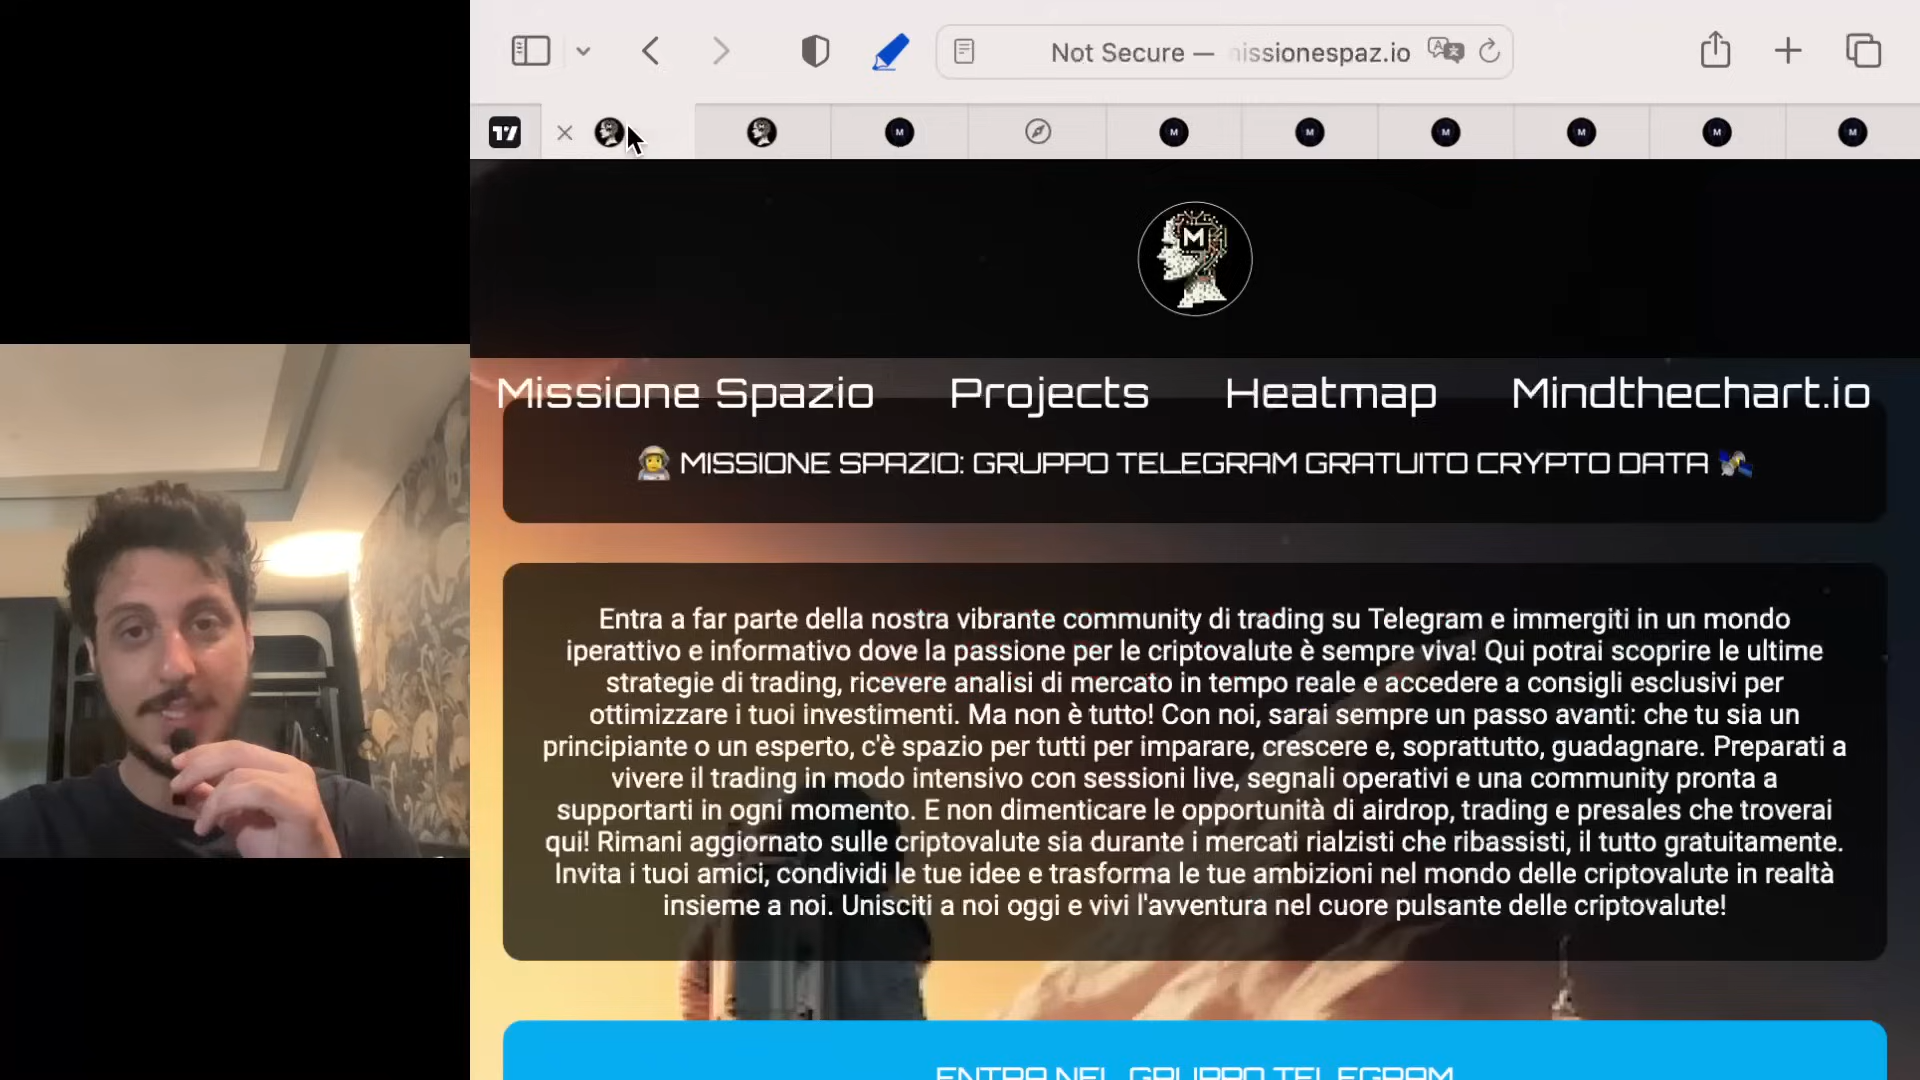 Not Secure — missionespaz.io
M
M
M
M
M
M
M
Missione Spazio Projects Heatmap Mindthechart.io
MISSIONE SPAZIO: GRUPPO TELEGRAM GRATUITO CRYPTO DATA
Entra a far parte della nostra vibrante community di trading su Telegram e immergiti in un mondo
iperattivo e informativo dove la passione per le criptovalute è sempre viva! Qui potrai scoprire le ultime
strategie di trading, ricevere analisi di mercato in tempo reale e accedere a consigli esclusivi per
ottimizzare i tuoi investimenti. Ma non è tutto! Con noi, sarai sempre un passo avanti: che tu sia un
principiante o un esperto, c'è spazio per tutti per imparare, crescere e, soprattutto, guadagnare. Preparati a
vivere il trading in modo intensivo con sessioni live, segnali operativi e una community pronta a
supportarti in ogni momento. E non dimenticare le opportunità di airdrop, trading e presales che troverai
qui! Rimani aggiornato sulle criptovalute sia durante i mercati rialzisti che ribassisti, il tutto gratuitamente.
Invita i tuoi amici, condividi le tue idee e trasforma le tue ambizioni nel mondo delle criptovalute in realtà
insieme a noi. Unisciti a noi oggi e vivi l'avventura nel cuore pulsante delle criptovalute!
ENTRA NEL GRUPPO TELEGRAM